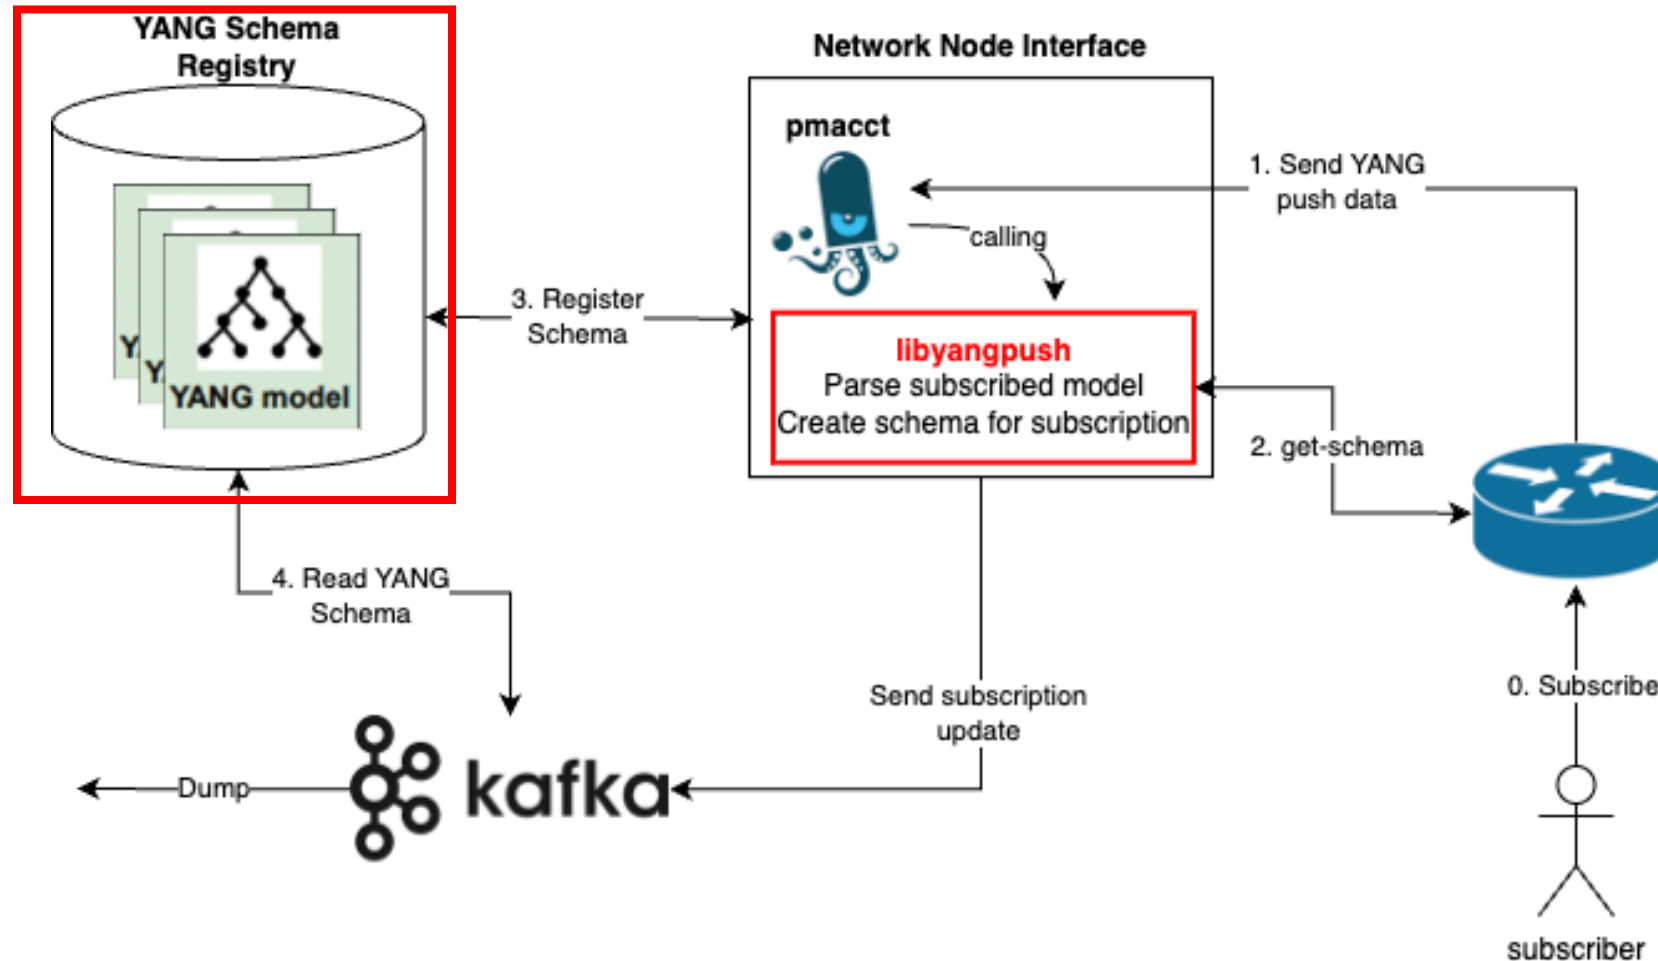 YANG Schema
Registry
Y
Y
YANG model
3. Register
Schema
Network Node Interface
pmacct
calling
libyangpush
Parse subscribed model
Create schema for subscription
1. Send YANG
push data
2. get-schema
4. Read YANG
Schema
Send subscription
update
Dump
kafka
0. Subscribe
subscriber